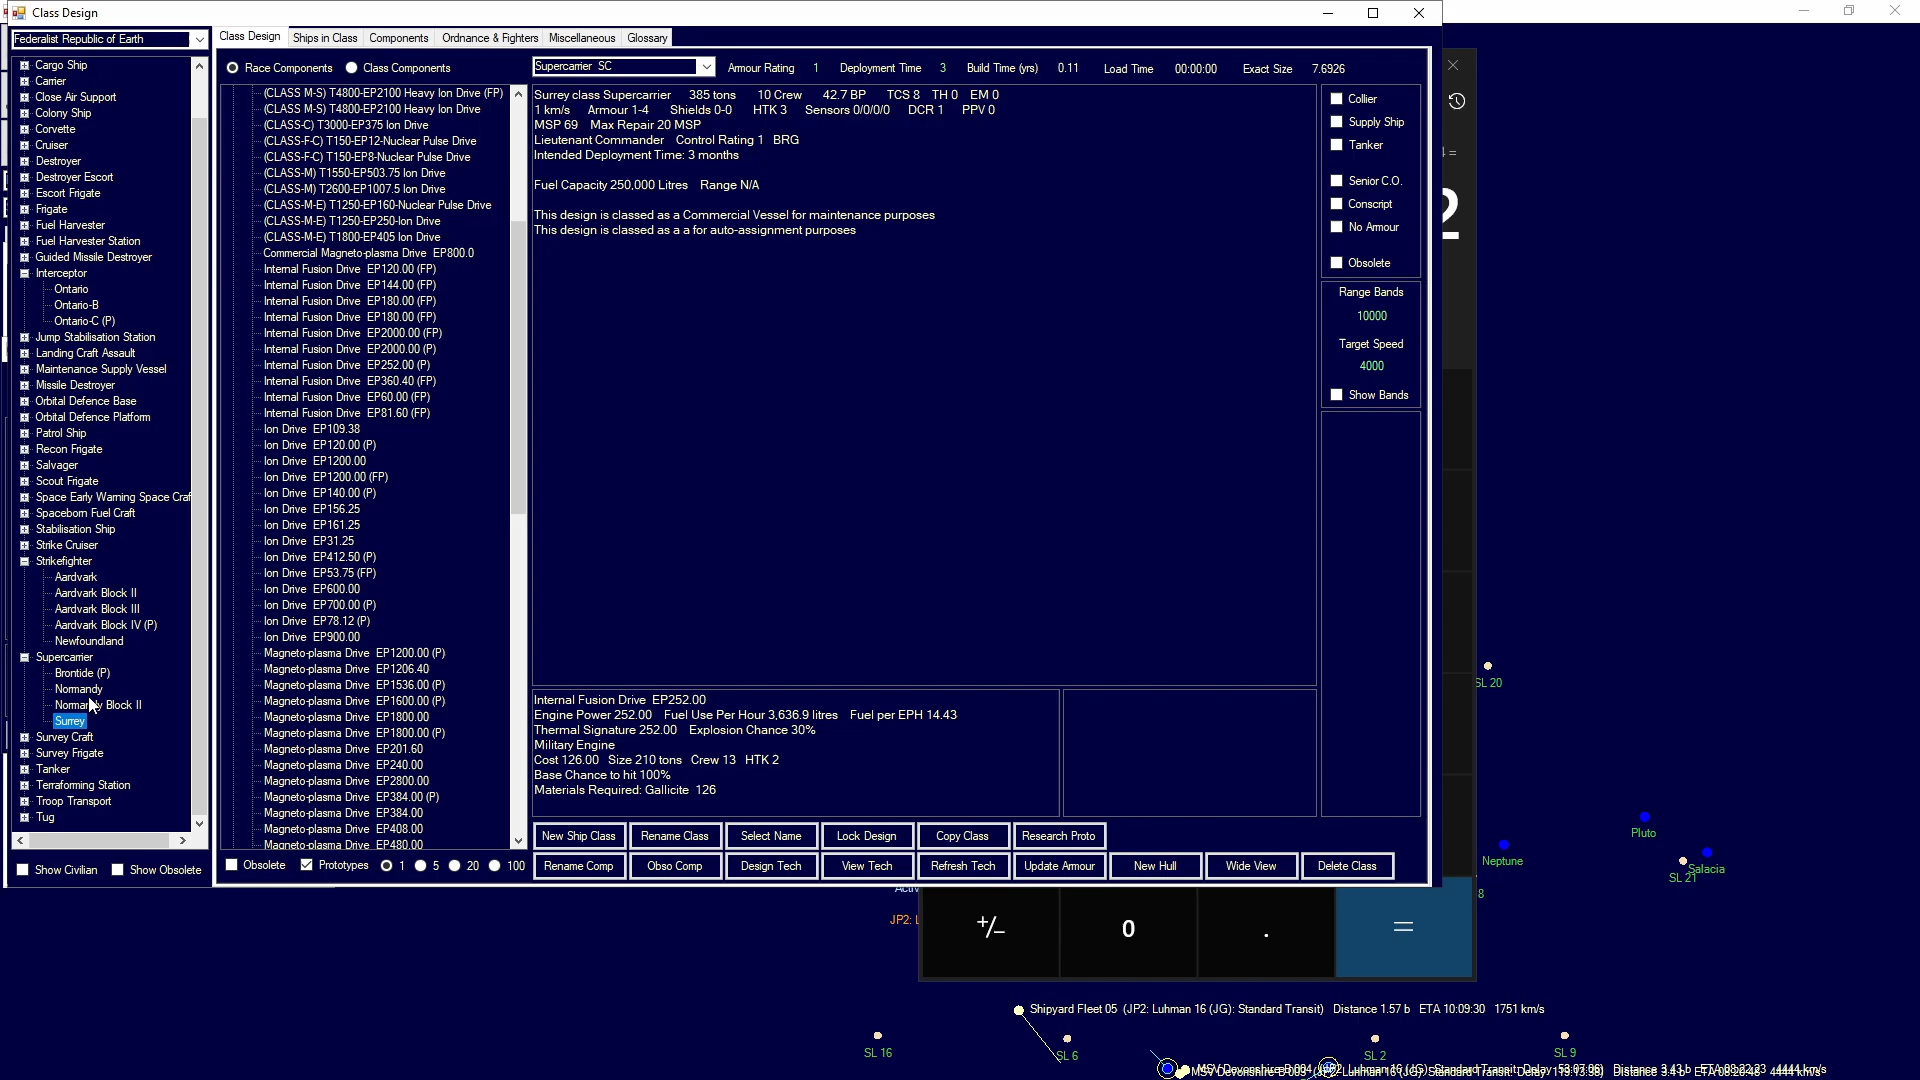 Class Design
Federalist Republic of Earth
Class Design
Ships in Class
Components
Ordnance & Fighters
Miscellaneous
Glossary
Cargo Ship
Carrier
Close Air Support
Colony Ship
Corvette
Cruiser
Destroyer
Destroyer Escort
Escort Frigate
Frigate
Fuel Harvester
Fuel Harvester Station
Guided Missile Destroyer
Interceptor
Ontario
Ontario-B
Ontario-C (P)
Jump Stabilisation Station
Landing Craft Assault
Maintenance Supply Vessel
Missile Destroyer
Orbital Defence Base
Orbital Defence Platform
Patrol Ship
Recon Frigate
Salvager
Scout Frigate
Space Early Warning Space Craf
Spaceborn Fuel Craft
Stabilisation Ship
Strike Cruiser
Strikefighter
Aardvark
Aardvark Block II
Aardvark Block III
Aardvark Block IV (P)
Newfoundland
Supercarrier
Brontide (P)
Normandy
Normandy Block II
Surrey
Survey Craft
Survey Frigate
Tanker
Terraforming Station
Troop Transport
Tug
Show Civilian
Show Obsolete
Race Components
Class Components
(CLASS M-S) T4800-EP2100 Heavy Ion Drive (FP)
(CLASS M-S) T4800-EP2100 Heavy Ion Drive
(CLASS-C) T3000-EP375 Ion Drive
(CLASS-F-C) T150-EP12-Nuclear Pulse Drive
(CLASS-F-C) T150-EP8-Nuclear Pulse Drive
(CLASS-M) T1550-EP503.75 Ion Drive
(CLASS-M) T2600-EP1007.5 Ion Drive
(CLASS-M-E) T1250-EP160-Nuclear Pulse Drive
(CLASS-M-E) T1250-EP250-Ion Drive
(CLASS-M-E) T1800-EP405 Ion Drive
Commercial Magneto-plasma Drive EP800.0
Internal Fusion Drive EP120.00 (FP)
Internal Fusion Drive EP144.00 (FP)
Internal Fusion Drive EP180.00 (FP)
Internal Fusion Drive EP180.00 (FP)
Internal Fusion Drive EP2000.00 (FP)
Internal Fusion Drive EP2000.00 (P)
Internal Fusion Drive EP252.00 (P)
Internal Fusion Drive EP360.40 (FP)
Internal Fusion Drive EP60.00 (FP)
Internal Fusion Drive EP81.60 (FP)
Ion Drive EP109.38
Ion Drive EP120.00 (P)
Ion Drive EP1200.00
Ion Drive EP1200.00 (FP)
Ion Drive EP140.00 (P)
Ion Drive EP156.25
Ion Drive EP161.25
Ion Drive EP31.25
Ion Drive EP412.50 (P)
Ion Drive EP53.75 (FP)
Ion Drive EP600.00
Ion Drive EP700.00 (P)
Ion Drive EP78.12 (P)
Ion Drive EP900.00
Magneto-plasma Drive EP1200.00 (P)
Magneto-plasma Drive EP1206.40
Magneto-plasma Drive EP1536.00 (P)
Magneto-plasma Drive EP1600.00 (P)
Magneto-plasma Drive EP1800.00
Magneto-plasma Drive EP1800.00 (P)
Magneto-plasma Drive EP201.60
Magneto-plasma Drive EP240.00
Magneto-plasma Drive EP2800.00
Magneto-plasma Drive EP384.00 (P)
Magneto-plasma Drive EP384.00
Magneto-plasma Drive EP408.00
Magneto-plasma Drive EP480.00
Obsolete
Prototypes
1
5
20
100
Supercarrier SC
Armour Rating 1
Deployment Time 3
Build Time (yrs) 0.11
Load Time 00:00:00
Exact Size 7.6926
Surrey class Supercarrier 385 tons 10 Crew 42.7 BP TCS 8 TH 0 EM 0
1 km/s Armour 1-4 Shields 0-0 HTK 3 Sensors 0/0/0/0 DCR 1 PPV 0
MSP 69 Max Repair 20 MSP
Lieutenant Commander Control Rating 1 BRG
Intended Deployment Time: 3 months
Fuel Capacity 250,000 Litres Range N/A
This design is classed as a Commercial Vessel for maintenance purposes
This design is classed as a a for auto-assignment purposes
Internal Fusion Drive EP252.00
Engine Power 252.00 Fuel Use Per Hour 3,636.9 litres Fuel per EPH 14.43
Thermal Signature 252.00 Explosion Chance 30%
Military Engine
Cost 126.00 Size 210 tons Crew 13 HTK 2
Base Chance to hit 100%
Materials Required: Gallicite 126
Collier
Supply Ship
Tanker
Senior C.O.
Conscript
No Armour
Obsolete
Range Bands
10000
Target Speed
4000
Show Bands
New Ship Class
Rename Class
Select Name
Lock Design
Copy Class
Research Proto
Rename Comp
Obso Comp
Design Tech
View Tech
Refresh Tech
Update Armour
New Hull
Wide View
Delete Class
=
2
SL 20
Pluto
Neptune
Salacia
SL 21
8
JP2: L
+/-
0
.
=
Shipyard Fleet 05 (JP2: Luhman 16 (JG): Standard Transit) Distance 1.57 b ETA 10:09:30 1751 km/s
SL 16
SL 6
SL 2
SL 9